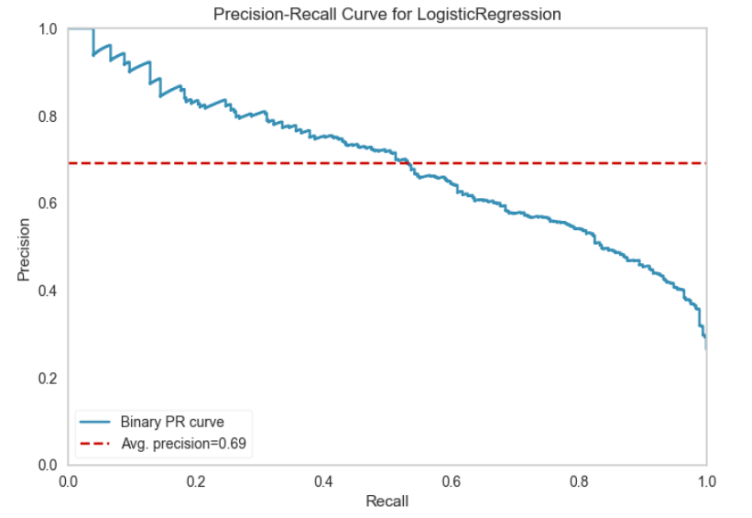 Precision-Recall Curve for LogisticRegression
1.0
0.8
0.6
0.4
0.2
0.0
Precision
Binary PR curve
Avg. precision=0.69
0.0 0.2 0.4 0.6 0.8 1.0
Recall